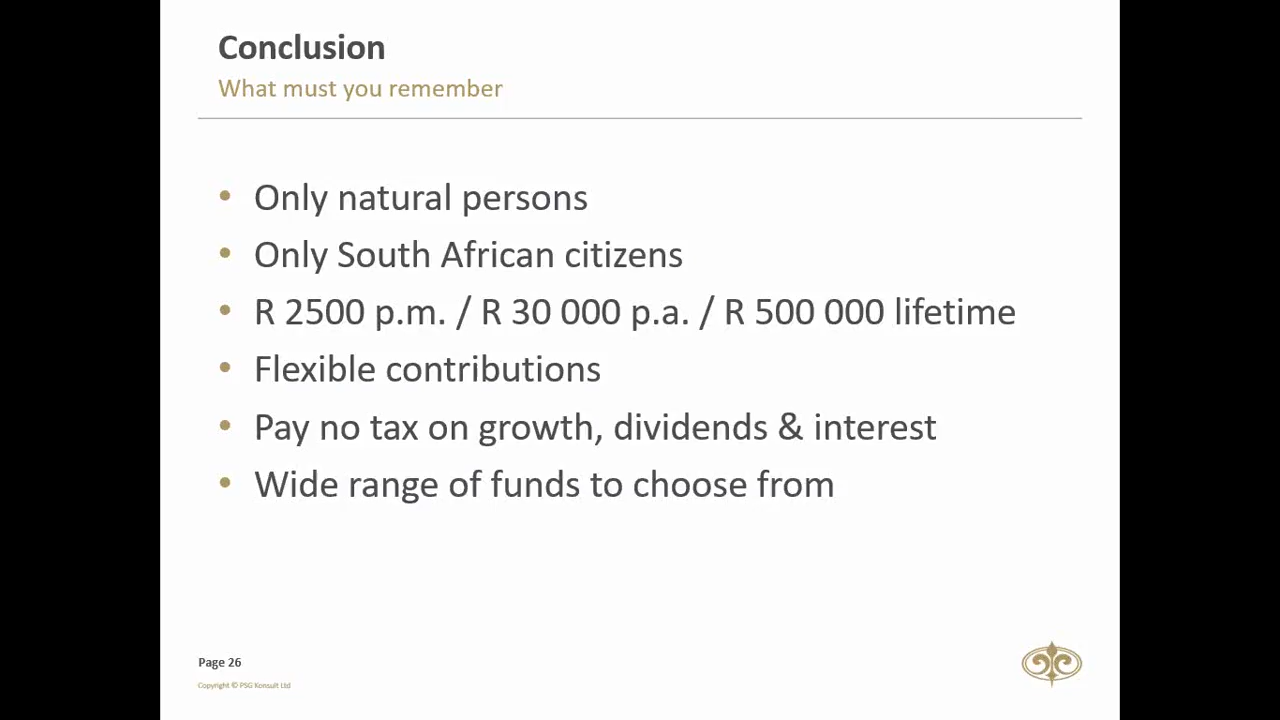 Conclusion
What must you remember
• Only natural persons
• Only South African citizens
• R 2500 p.m. / R 30 000 p.a. / R 500 000 lifetime
• Flexible contributions
• Pay no tax on growth, dividends & interest
• Wide range of funds to choose from
Page 26
Copyright © PSG Konsult Ltd